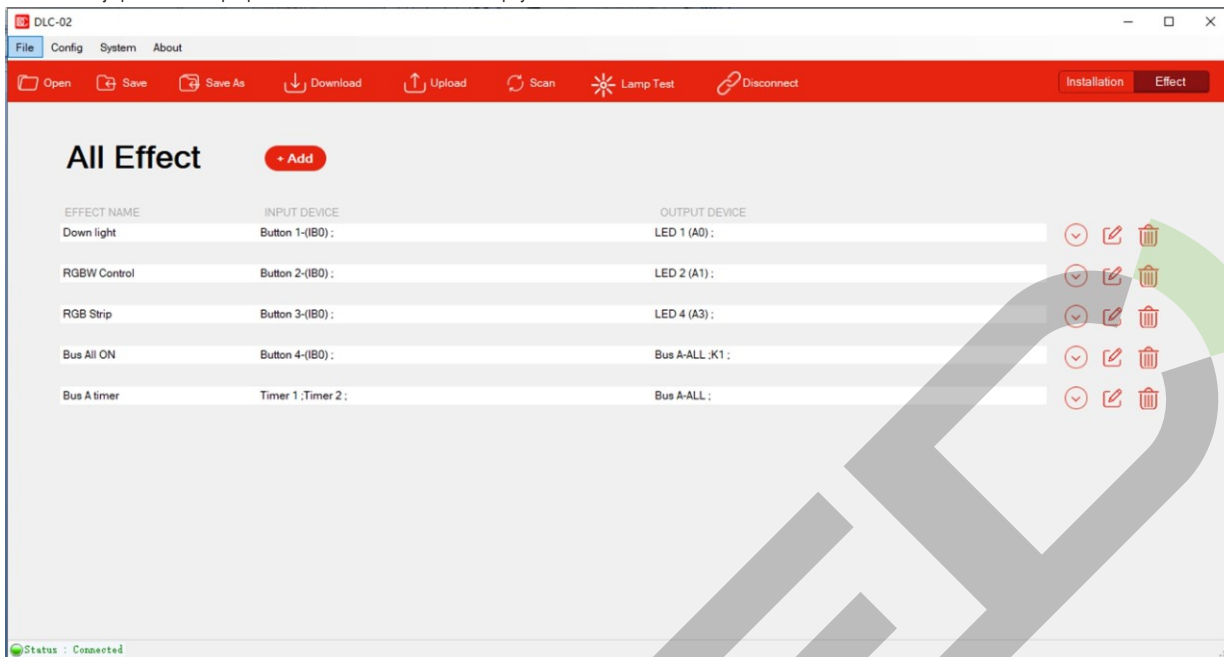 DLC-02
File Config System About
Open Save Save As Download Upload Scan Lamp Test Disconnect Installation Effect
All Effect + Add
EFFECT NAME INPUT DEVICE OUTPUT DEVICE
Down light Button 1-(IB0) ; LED 1 (A0) ;
RGBW Control Button 2-(IB0) ; LED 2 (A1) ;
RGB Strip Button 3-(IB0) ; LED 4 (A3) ;
Bus All ON Button 4-(IB0) ; Bus A-ALL ;K1 ;
Bus A timer Timer 1 ;Timer 2 ; Bus A-ALL ;
Status : Connected